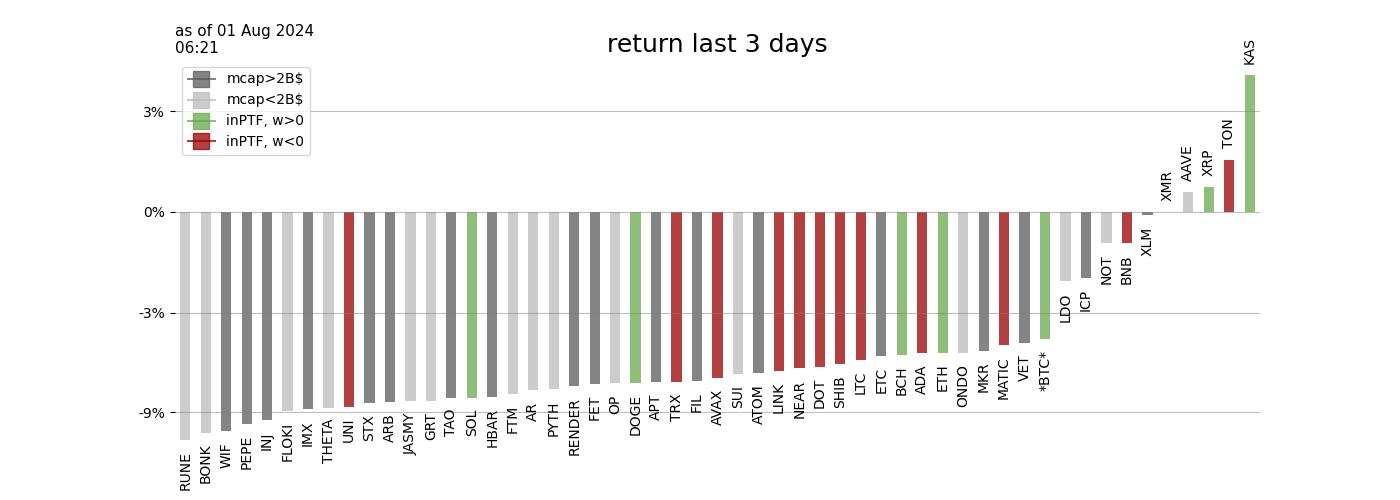 as of 01 Aug 2024
06:21
return last 3 days
mcap>2B$
mcap<2B$
inPTF, w>0
inPTF, w<0
3%
0%
-3%
-9%
RUNE
BONK
WIF
PEPE
INJ
FLOKI
IMX
THETA
UNI
STX
ARB
JASMY
GRT
TAO
SOL
HBAR
FTM
AR
PYTH
RENDER
FET
OP
DOGE
APT
TRX
FIL
AVAX
SUI
ATOM
LINK
NEAR
DOT
SHIB
LTC
ETC
BCH
ADA
ETH
ONDO
MKR
MATIC
VET
*BTC*
LDO
ICP
NOT
BNB
XLM
XMR
AAVE
XRP
TON
KAS